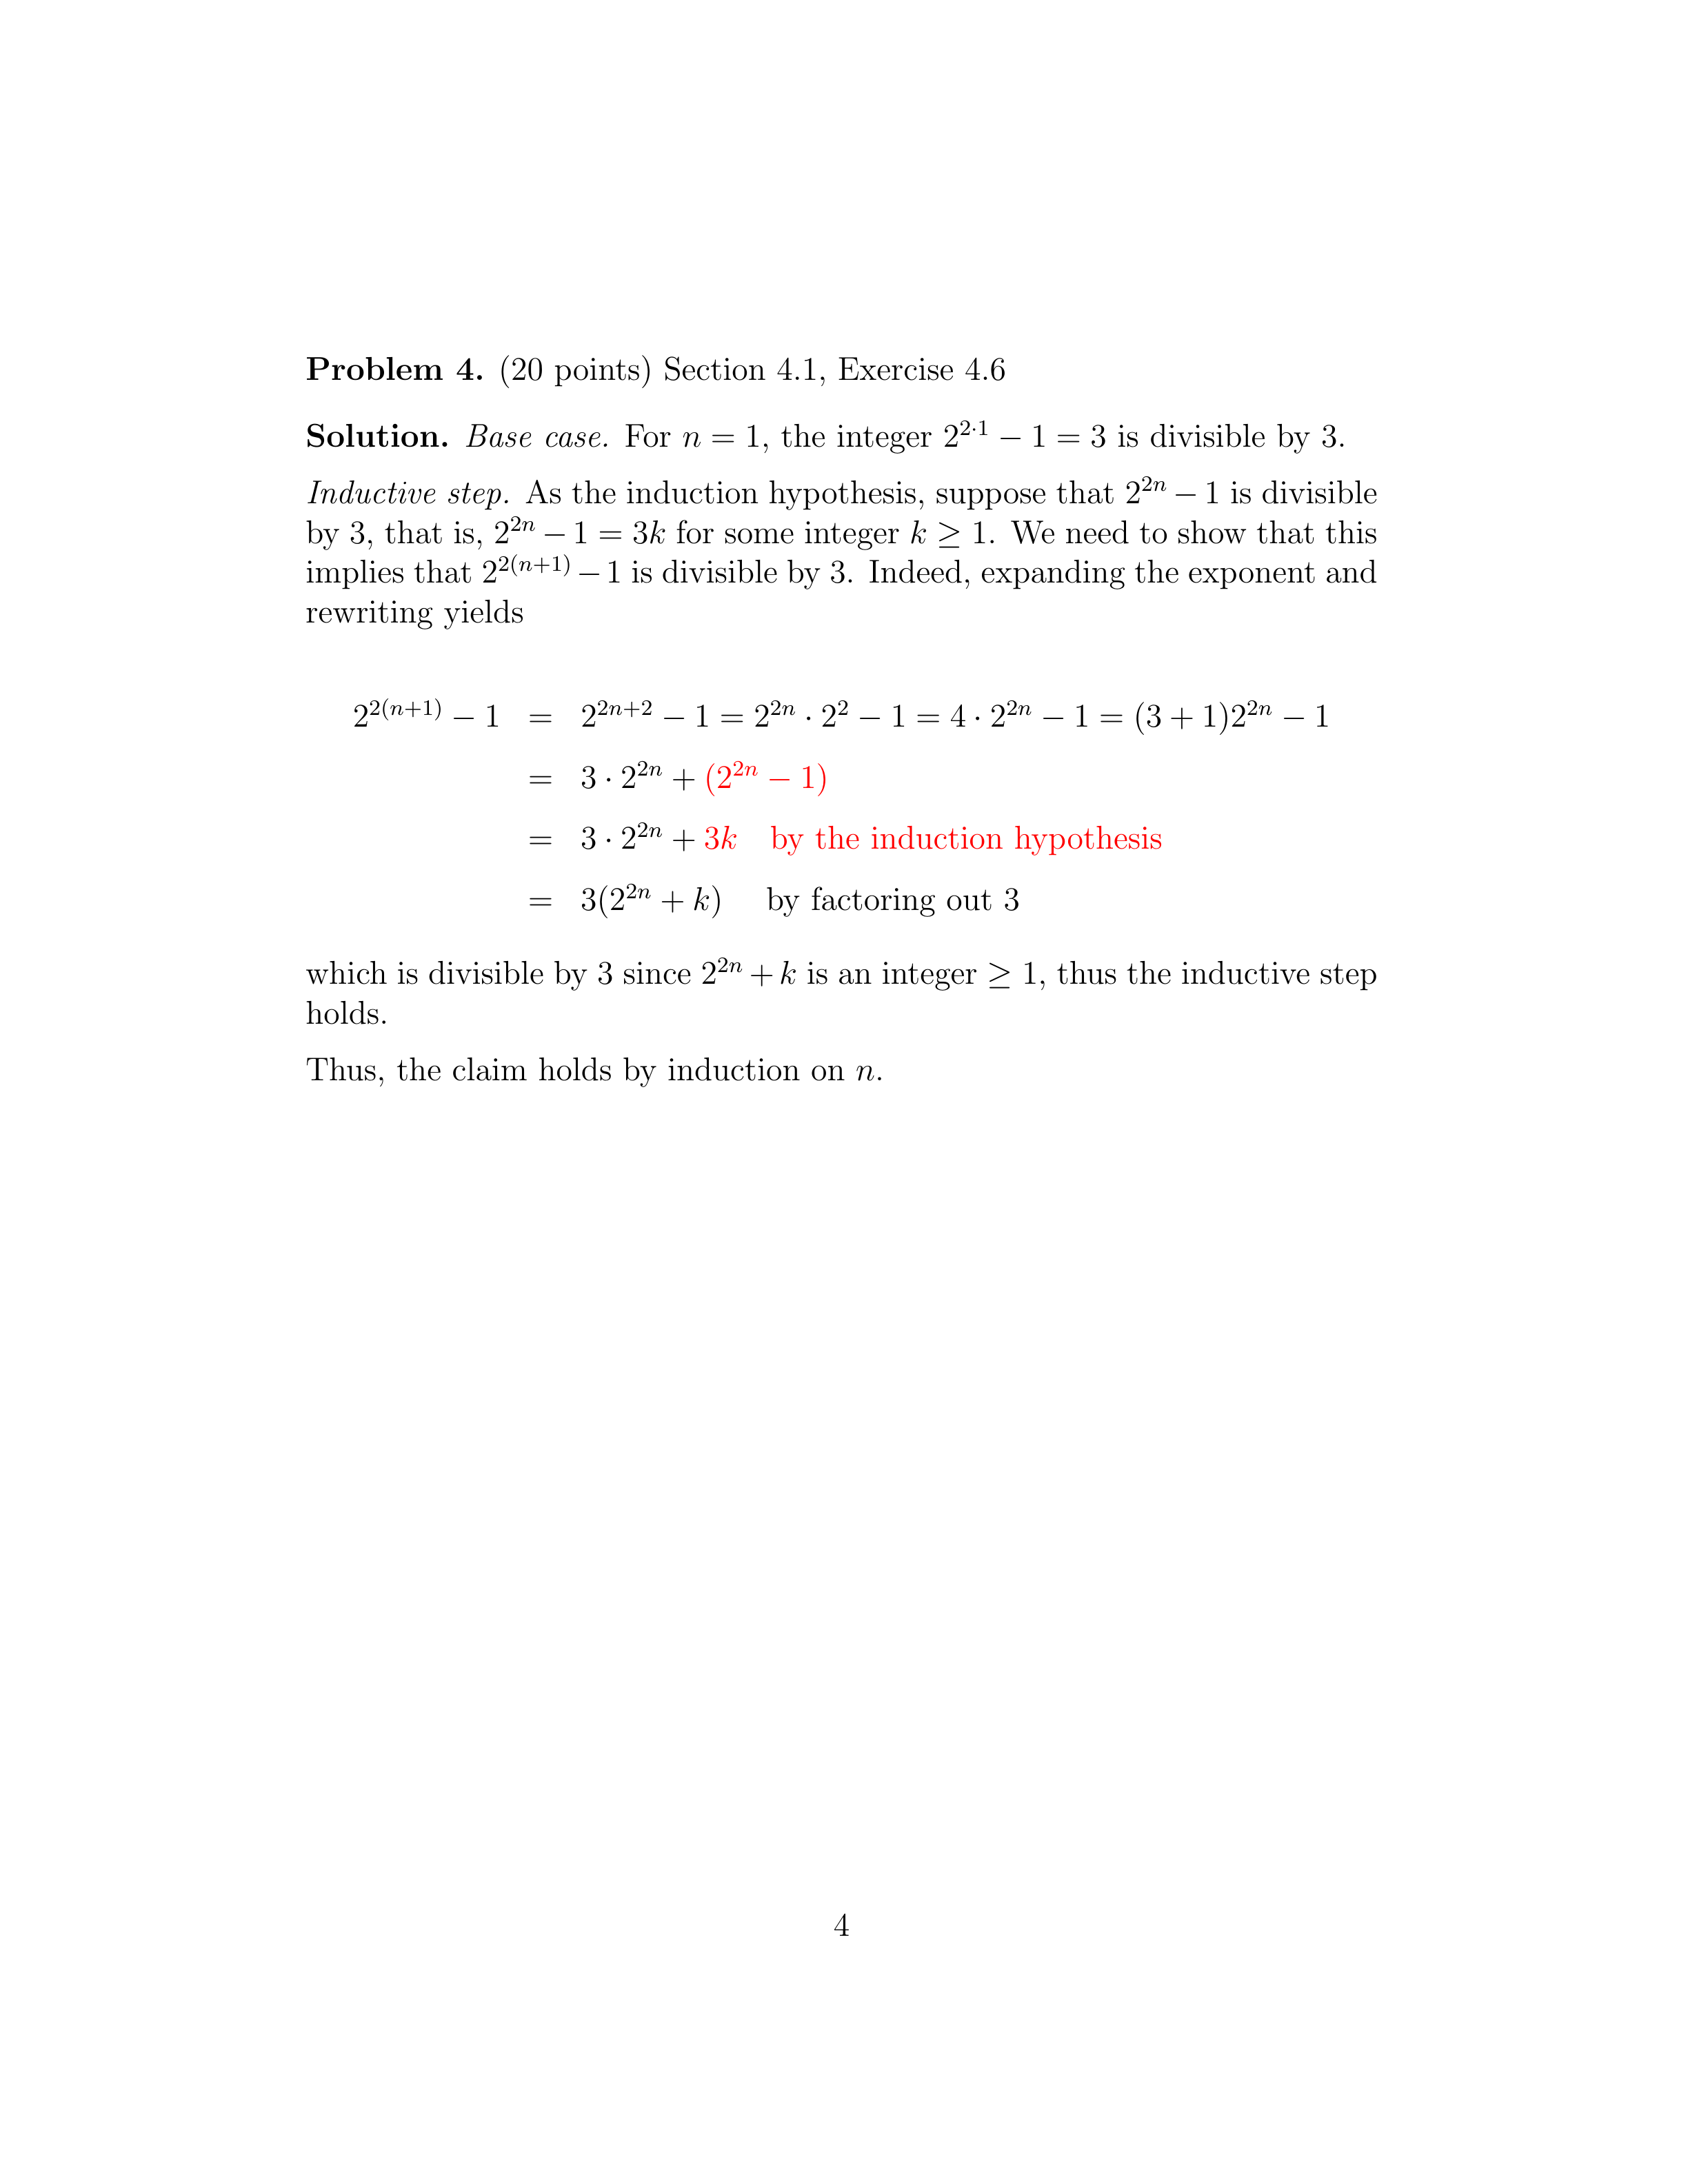 Problem 4. (20 points) Section 4.1, Exercise 4.6
Solution. Base case. For $n = 1$, the integer $2^{2 \cdot 1} - 1 = 3$ is divisible by 3.
Inductive step. As the induction hypothesis, suppose that $2^{2n} - 1$ is divisible
by 3, that is, $2^{2n} - 1 = 3k$ for some integer $k \geq 1$. We need to show that this
implies that $2^{2(n+1)} - 1$ is divisible by 3. Indeed, expanding the exponent and
rewriting yields
$2^{2(n+1)} - 1 = 2^{2n+2} - 1 = 2^{2n} \cdot 2^2 - 1 = 4 \cdot 2^{2n} - 1 = (3 + 1)2^{2n} - 1$
$= 3 \cdot 2^{2n} + (2^{2n} - 1)$
$= 3 \cdot 2^{2n} + 3k$ by the induction hypothesis
$= 3(2^{2n} + k)$ by factoring out 3
which is divisible by 3 since $2^{2n} + k$ is an integer $\geq 1$, thus the inductive step
holds.
Thus, the claim holds by induction on $n$.
4